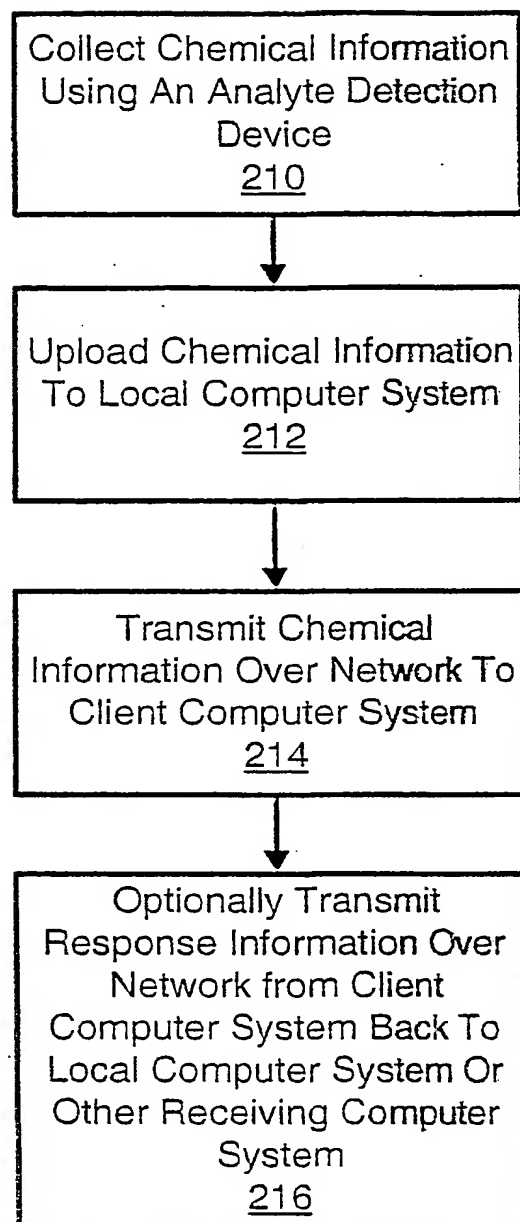 Collect Chemical Information
Using An Analyte Detection
Device
210
Upload Chemical Information
To Local Computer System
212
Transmit Chemical
Information Over Network To
Client Computer System
214
Optionally Transmit
Response Information Over
Network from Client
Computer System Back To
Local Computer System Or
Other Receiving Computer
System
216